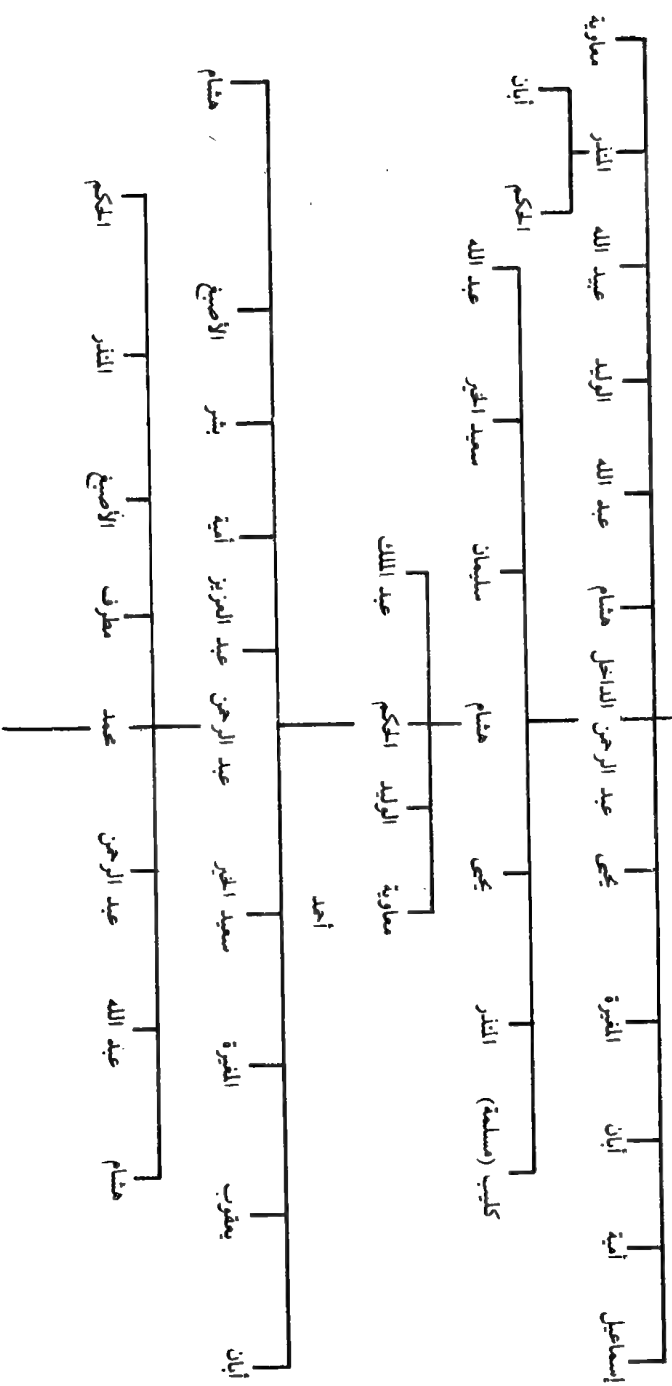 إسماعيل أمية أبان المغيرة يحيى عبد الرحمن الداخل هشام عبد الله الوليد عبيد الله المنذر معاوية
الحكم أبان
كليب (مسلمة) المنذر يحيى هشام سليمان سعيد الخير عبد الله
معاوية الوليد الحكم عبد الملك
أحمد
أبان يعقوب المغيرة سعيد الخير عبد الرحمن عبد العزيز أمية بشر الأصبغ هشام
هشام عبد الله عبد الرحمن محمد مطرف الأصبغ المنذر الحكم